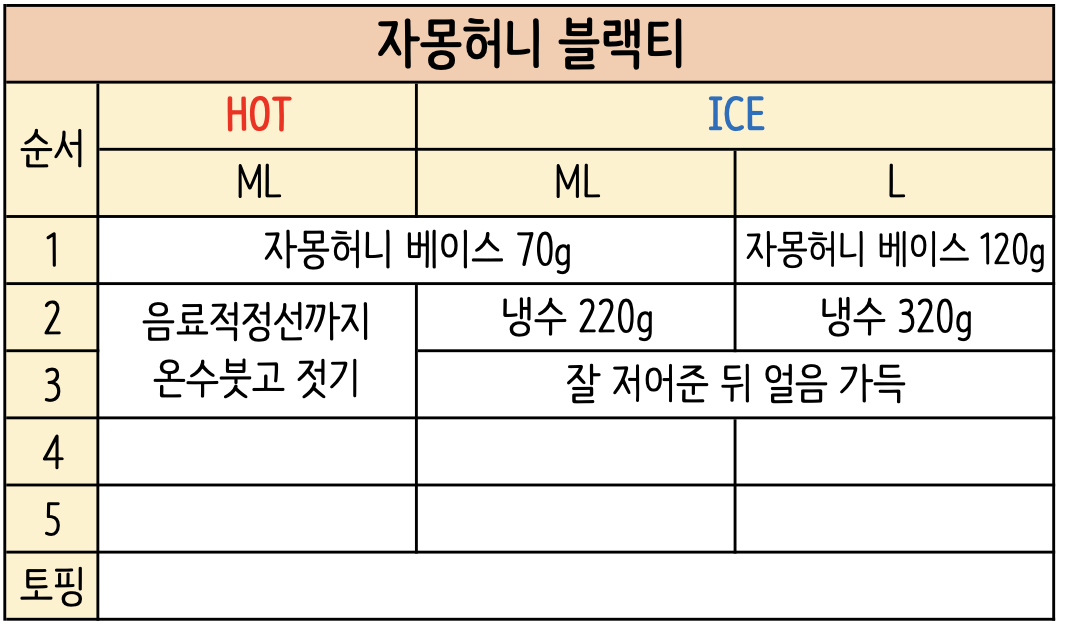 자몽허니 블랙티
순서
HOT
ICE
ML
ML
L
1
자몽허니 베이스 70g
자몽허니 베이스 120g
2
음료적정선까지
온수붓고 젓기
냉수 220g
냉수 320g
3
잘 저어준 뒤 얼음 가득
4
5
토핑